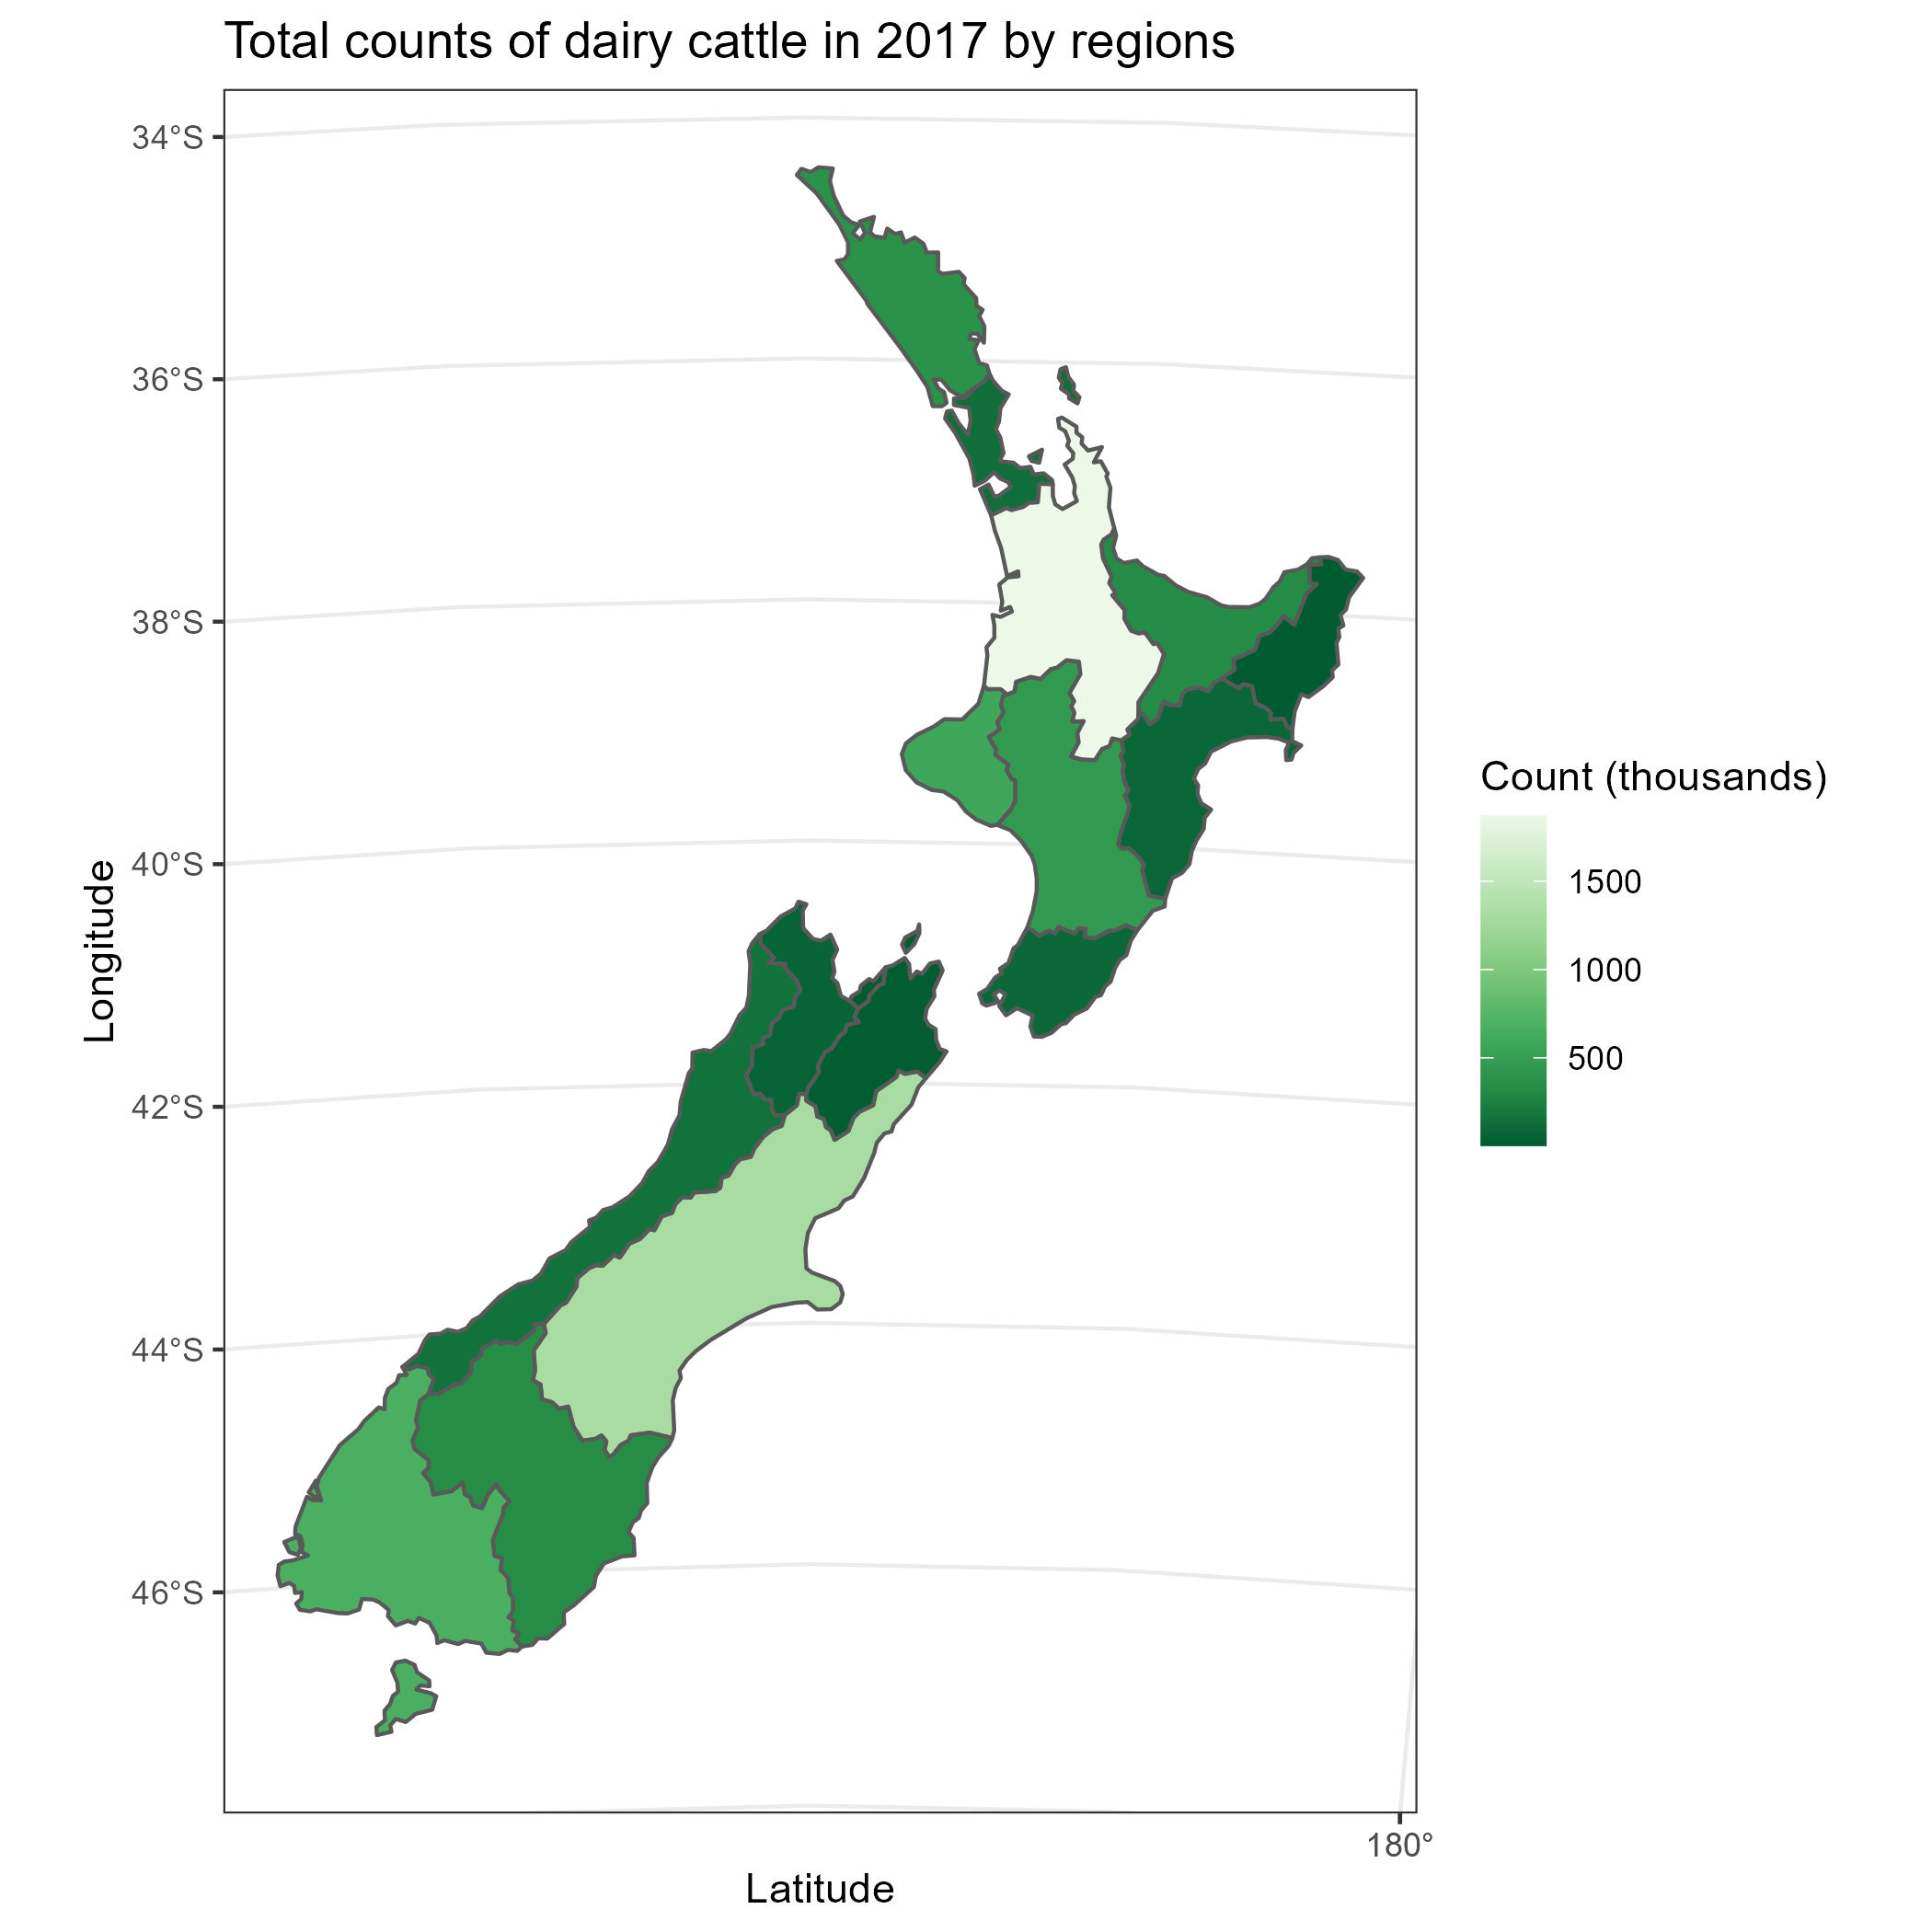 Total counts of dairy cattle in 2017 by regions
34°S
36°S
38°S
40°S
42°S
44°S
46°S
Longitude
180°
Latitude
Count (thousands)
1500
1000
500